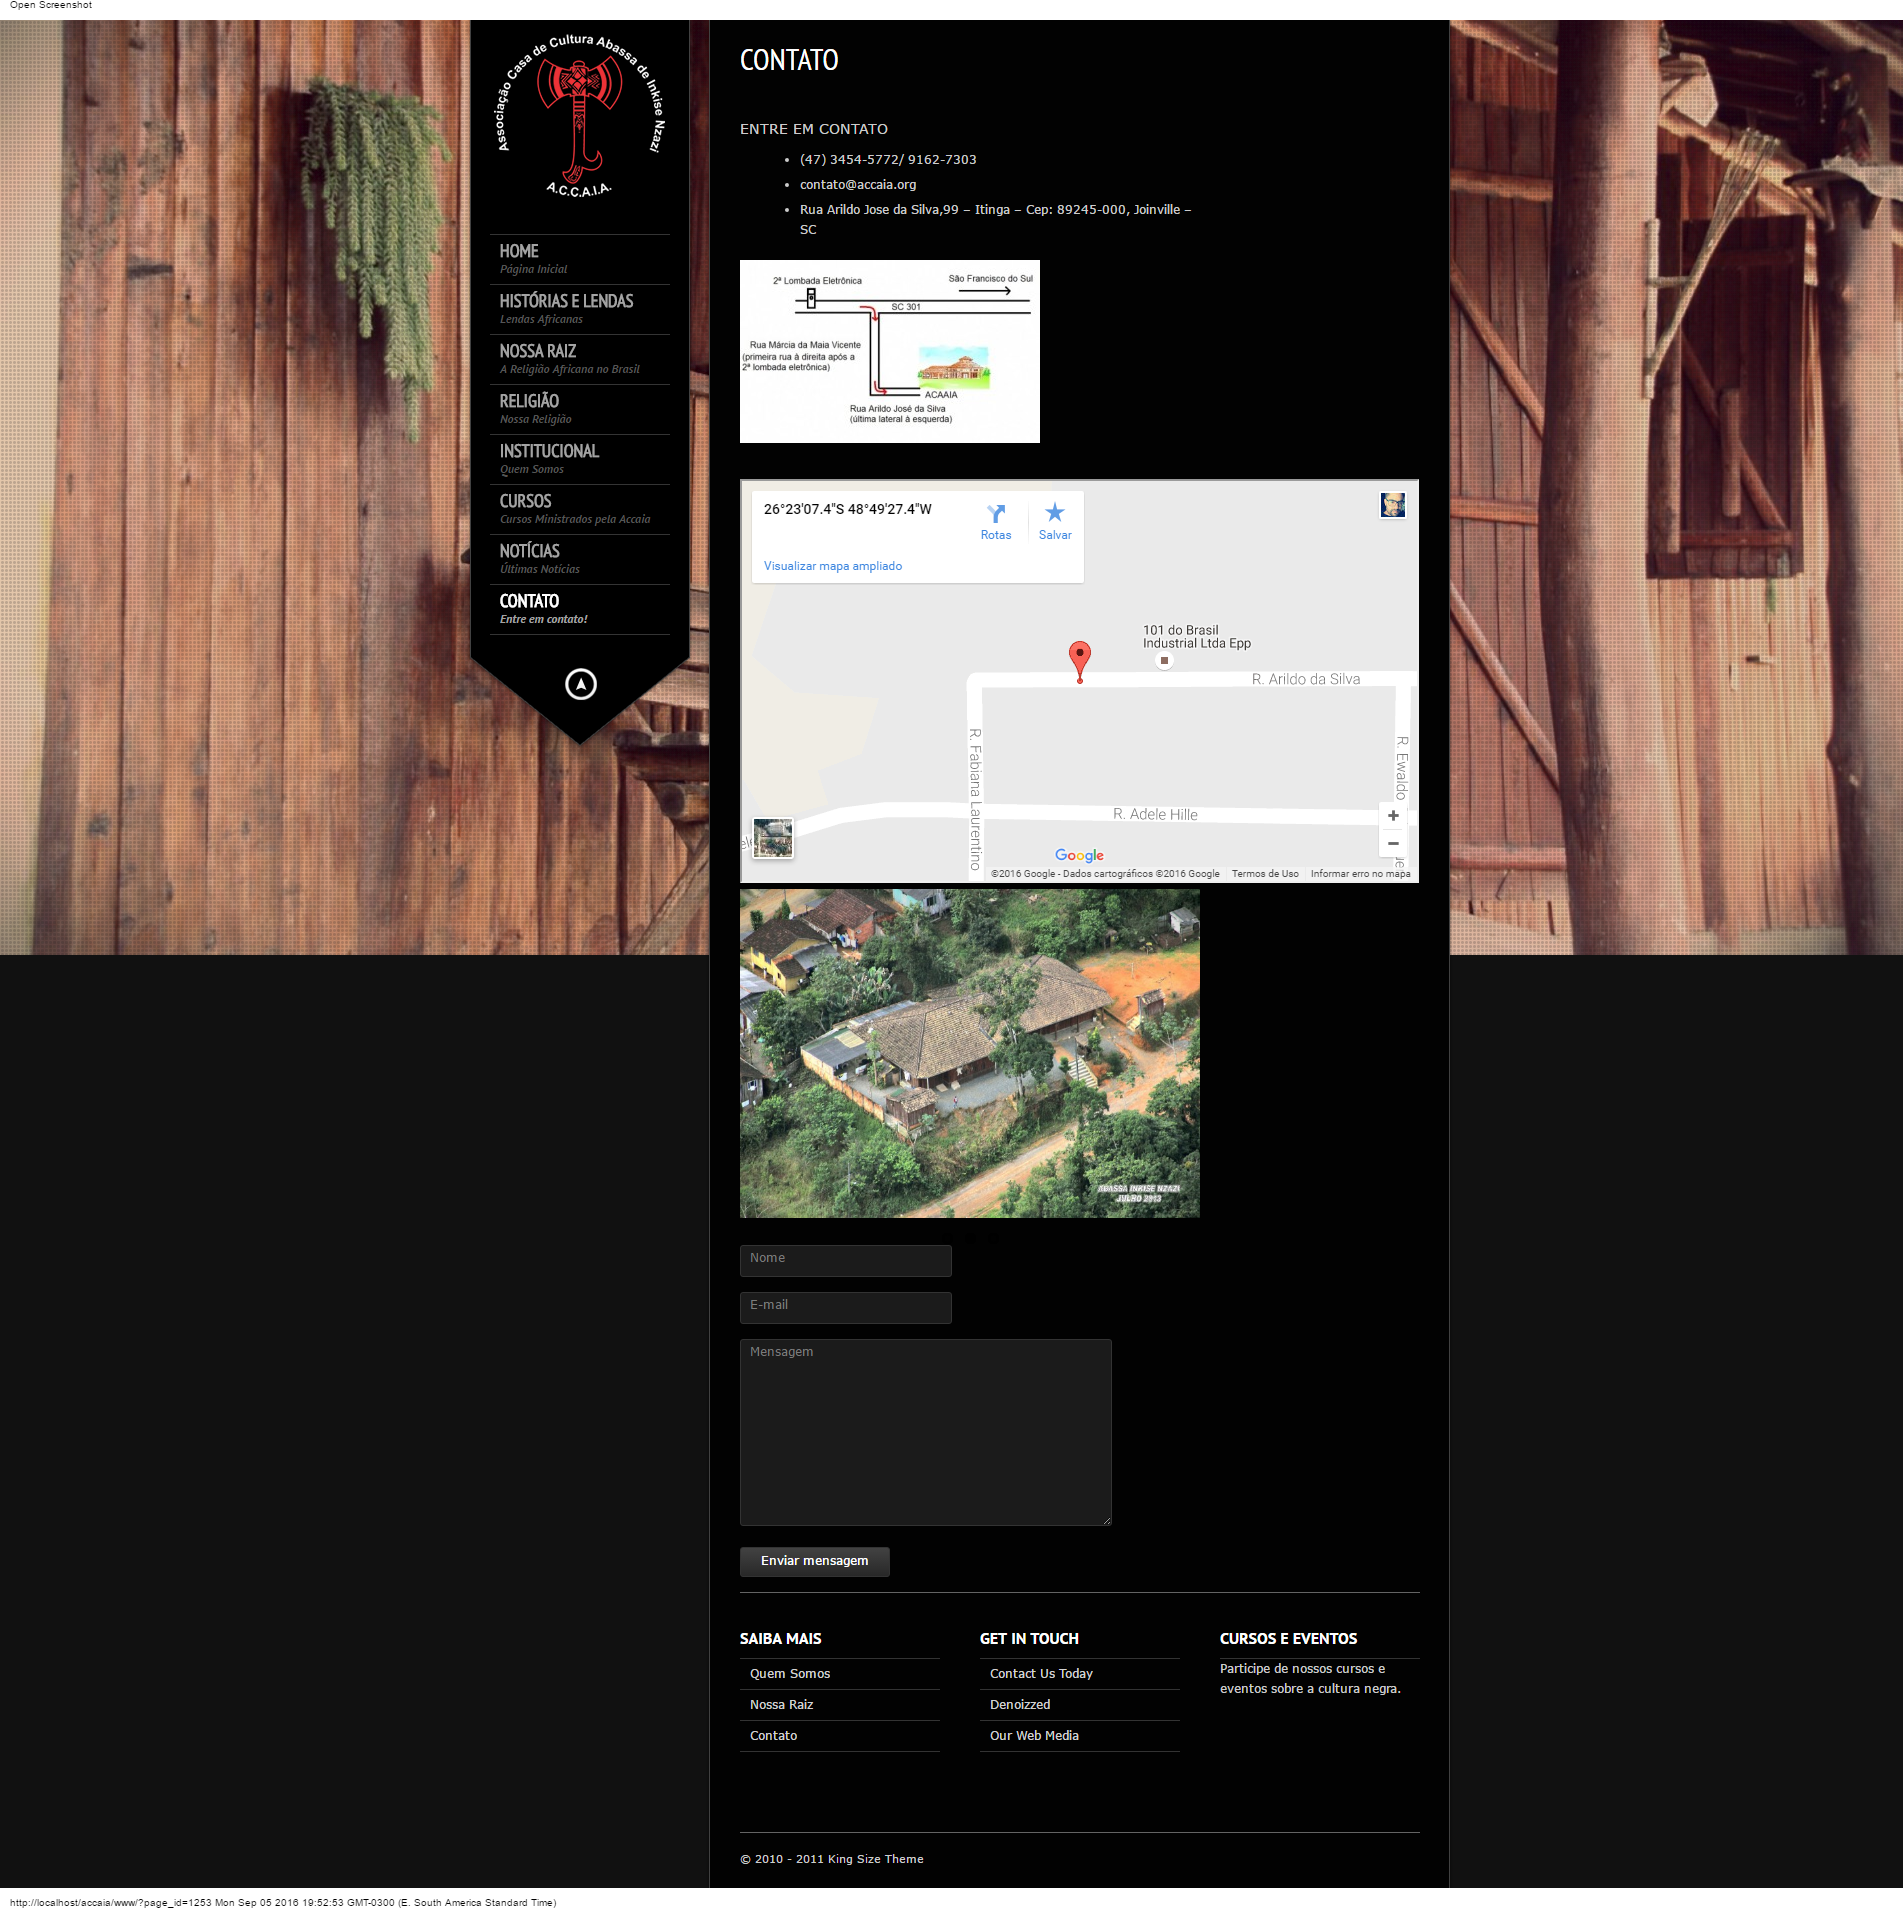 Open Screenshot
Associação Casa de Cultura Abassa de Inkise Nzazi
A.C.C.A.I.A.
HOME
Página Inicial
HISTÓRIAS E LENDAS
Lendas Africanas
NOSSA RAIZ
A Religião Africana no Brasil
RELIGIÃO
Nossa Religião
INSTITUCIONAL
Quem Somos
CURSOS
Cursos Ministrados pela Accaia
NOTÍCIAS
Últimas Notícias
CONTATO
Entre em contato!
CONTATO
ENTRE EM CONTATO
(47) 3454-5772/ 9162-7303
contato@accaia.org
Rua Arildo Jose da Silva,99 – Itinga – Cep: 89245-000, Joinville –
SC
2ª Lombada Eletrônica
São Francisco do Sul
SC 301
Rua Márcia da Maia Vicente
(primeira rua à direita após a
2ª lombada eletrônica)
ACAAIA
Rua Arildo José da Silva
(última lateral à esquerda)
26°23'07.4"S 48°49'27.4"W
Rotas
Salvar
Visualizar mapa ampliado
101 do Brasil
Industrial Ltda Epp
R. Arildo da Silva
R. Fabiana Laurentino
R. Ewaldo
R. Adele Hille
Google
©2016 Google - Dados cartográficos ©2016 Google
Termos de Uso
Informar erro no mapa
ABASSA INKISE NZAZI
JULHO 2013
Nome
E-mail
Mensagem
Enviar mensagem
SAIBA MAIS
Quem Somos
Nossa Raiz
Contato
GET IN TOUCH
Contact Us Today
Denoizzed
Our Web Media
CURSOS E EVENTOS
Participe de nossos cursos e
eventos sobre a cultura negra.
© 2010 - 2011 King Size Theme
http://localhost/accaia/www/?page_id=1253 Mon Sep 05 2016 19:52:53 GMT-0300 (E. South America Standard Time)